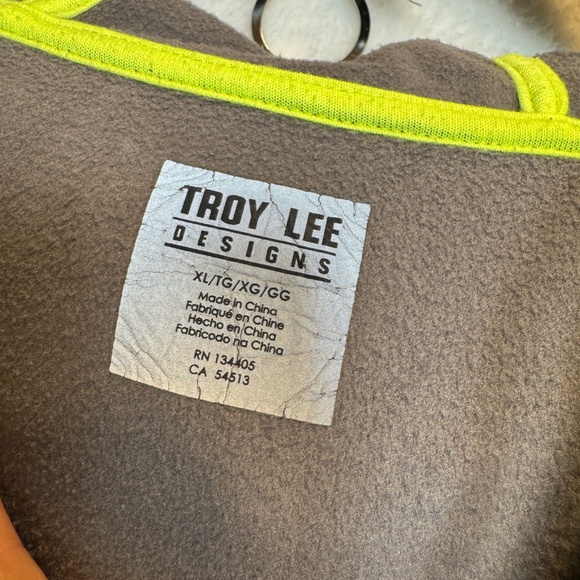 TROY LEE
DESIGNS
XL/TG/XG/GG
Made in China
Fabriqué en Chine
Hecho en China
Fabricodo na China
RN 134405
CA 54513